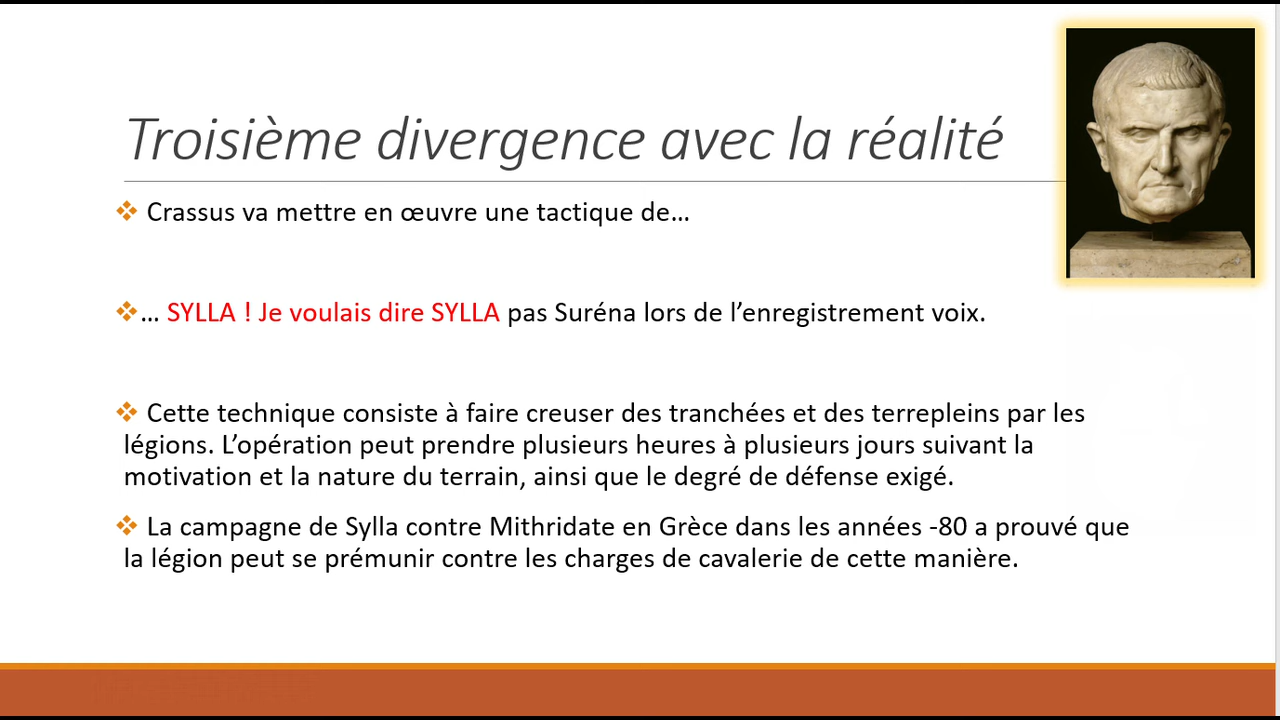 Troisième divergence avec la réalité
❖ Crassus va mettre en œuvre une tactique de…
❖… SYLLA ! Je voulais dire SYLLA pas Suréna lors de l’enregistrement voix.
❖ Cette technique consiste à faire creuser des tranchées et des terrepleins par les
légions. L’opération peut prendre plusieurs heures à plusieurs jours suivant la
motivation et la nature du terrain, ainsi que le degré de défense exigé.
❖ La campagne de Sylla contre Mithridate en Grèce dans les années -80 a prouvé que
la légion peut se prémunir contre les charges de cavalerie de cette manière.